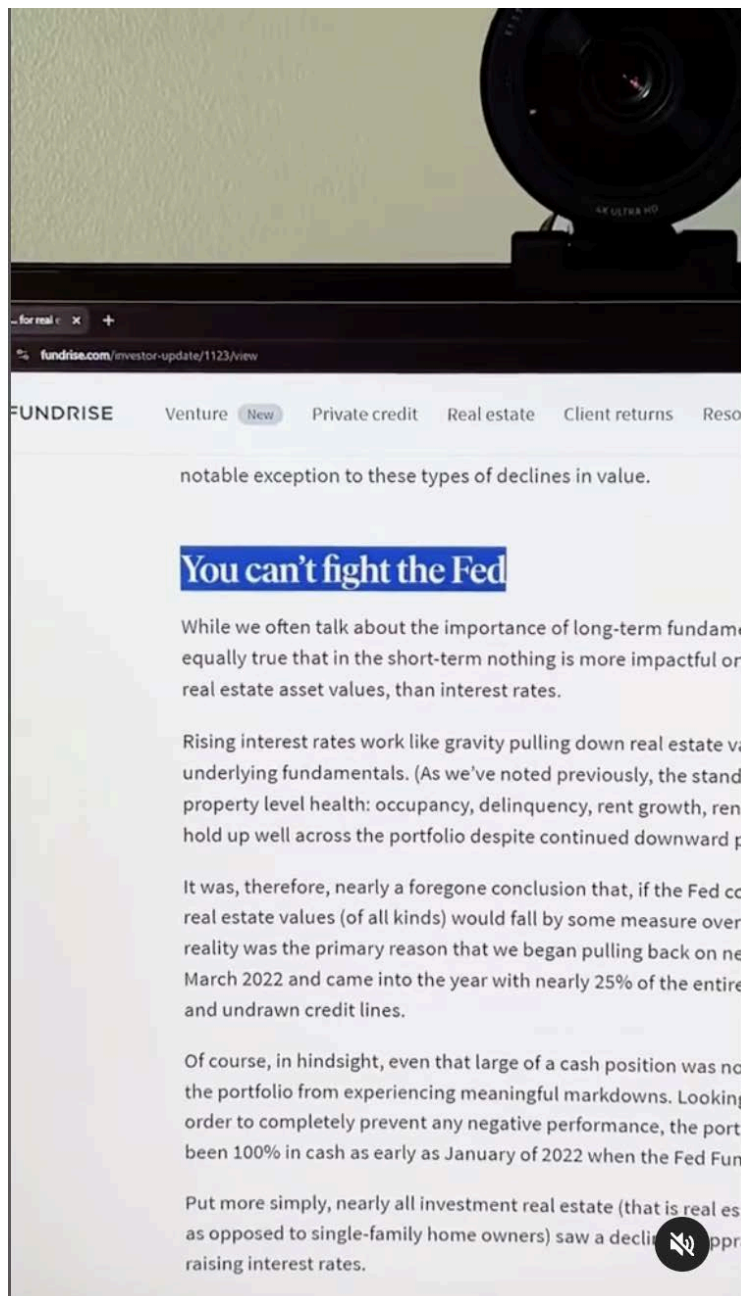 4K ULTRA HD
... for real e
fundrise.com/investor-update/1123/view
FUNDRISE Venture New Private credit Real estate Client returns Reso
notable exception to these types of declines in value.
You can't fight the Fed
While we often talk about the importance of long-term fundame
equally true that in the short-term nothing is more impactful or
real estate asset values, than interest rates.
Rising interest rates work like gravity pulling down real estate va
underlying fundamentals. (As we've noted previously, the stand
property level health: occupancy, delinquency, rent growth, ren
hold up well across the portfolio despite continued downward p
It was, therefore, nearly a foregone conclusion that, if the Fed co
real estate values (of all kinds) would fall by some measure over
reality was the primary reason that we began pulling back on ne
March 2022 and came into the year with nearly 25% of the entire
and undrawn credit lines.
Of course, in hindsight, even that large of a cash position was no
the portfolio from experiencing meaningful markdowns. Looking
order to completely prevent any negative performance, the port
been 100% in cash as early as January of 2022 when the Fed Fun
Put more simply, nearly all investment real estate (that is real es
as opposed to single-family home owners) saw a decli ppr
raising interest rates.